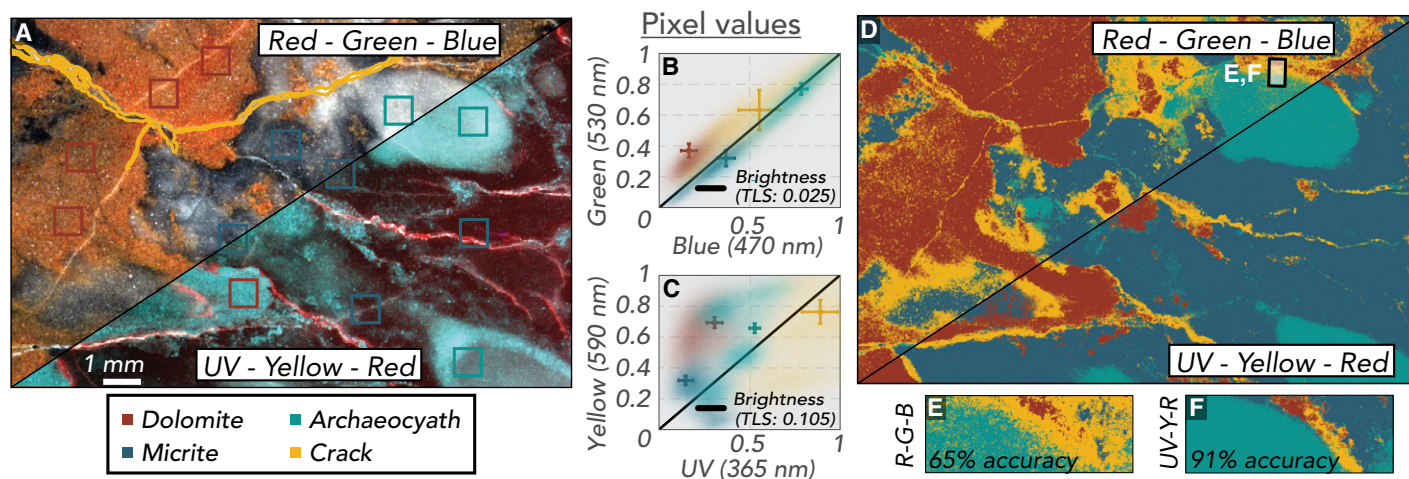 A
Red - Green - Blue
UV - Yellow - Red
1 mm
Dolomite
Archaeocyath
Micrite
Crack
Pixel values
B
1
0.8
0.6
0.4
0.2
0
0.5
1
Green (530 nm)
Blue (470 nm)
Brightness
(TLS: 0.025)
C
1
0.8
0.6
0.4
0.2
0
0.5
1
Yellow (590 nm)
UV (365 nm)
Brightness
(TLS: 0.105)
D
Red - Green - Blue
E,F
UV - Yellow - Red
R-G-B
E
65% accuracy
UV-Y-R
F
91% accuracy